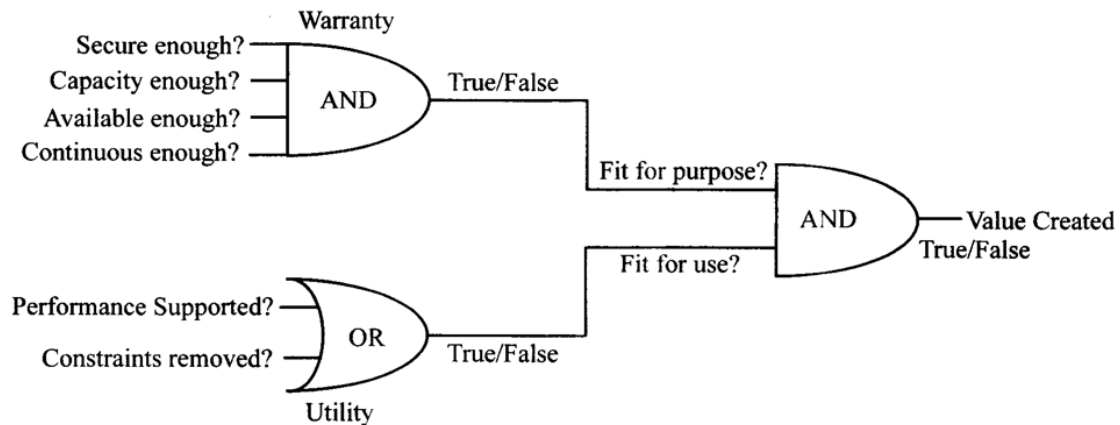 Warranty
Secure enough?
Capacity enough?
Available enough?
Continuous enough?
AND
True/False
Fit for purpose?
AND
Value Created
True/False
Fit for use?
Performance Supported?
Constraints removed?
OR
True/False
Utility